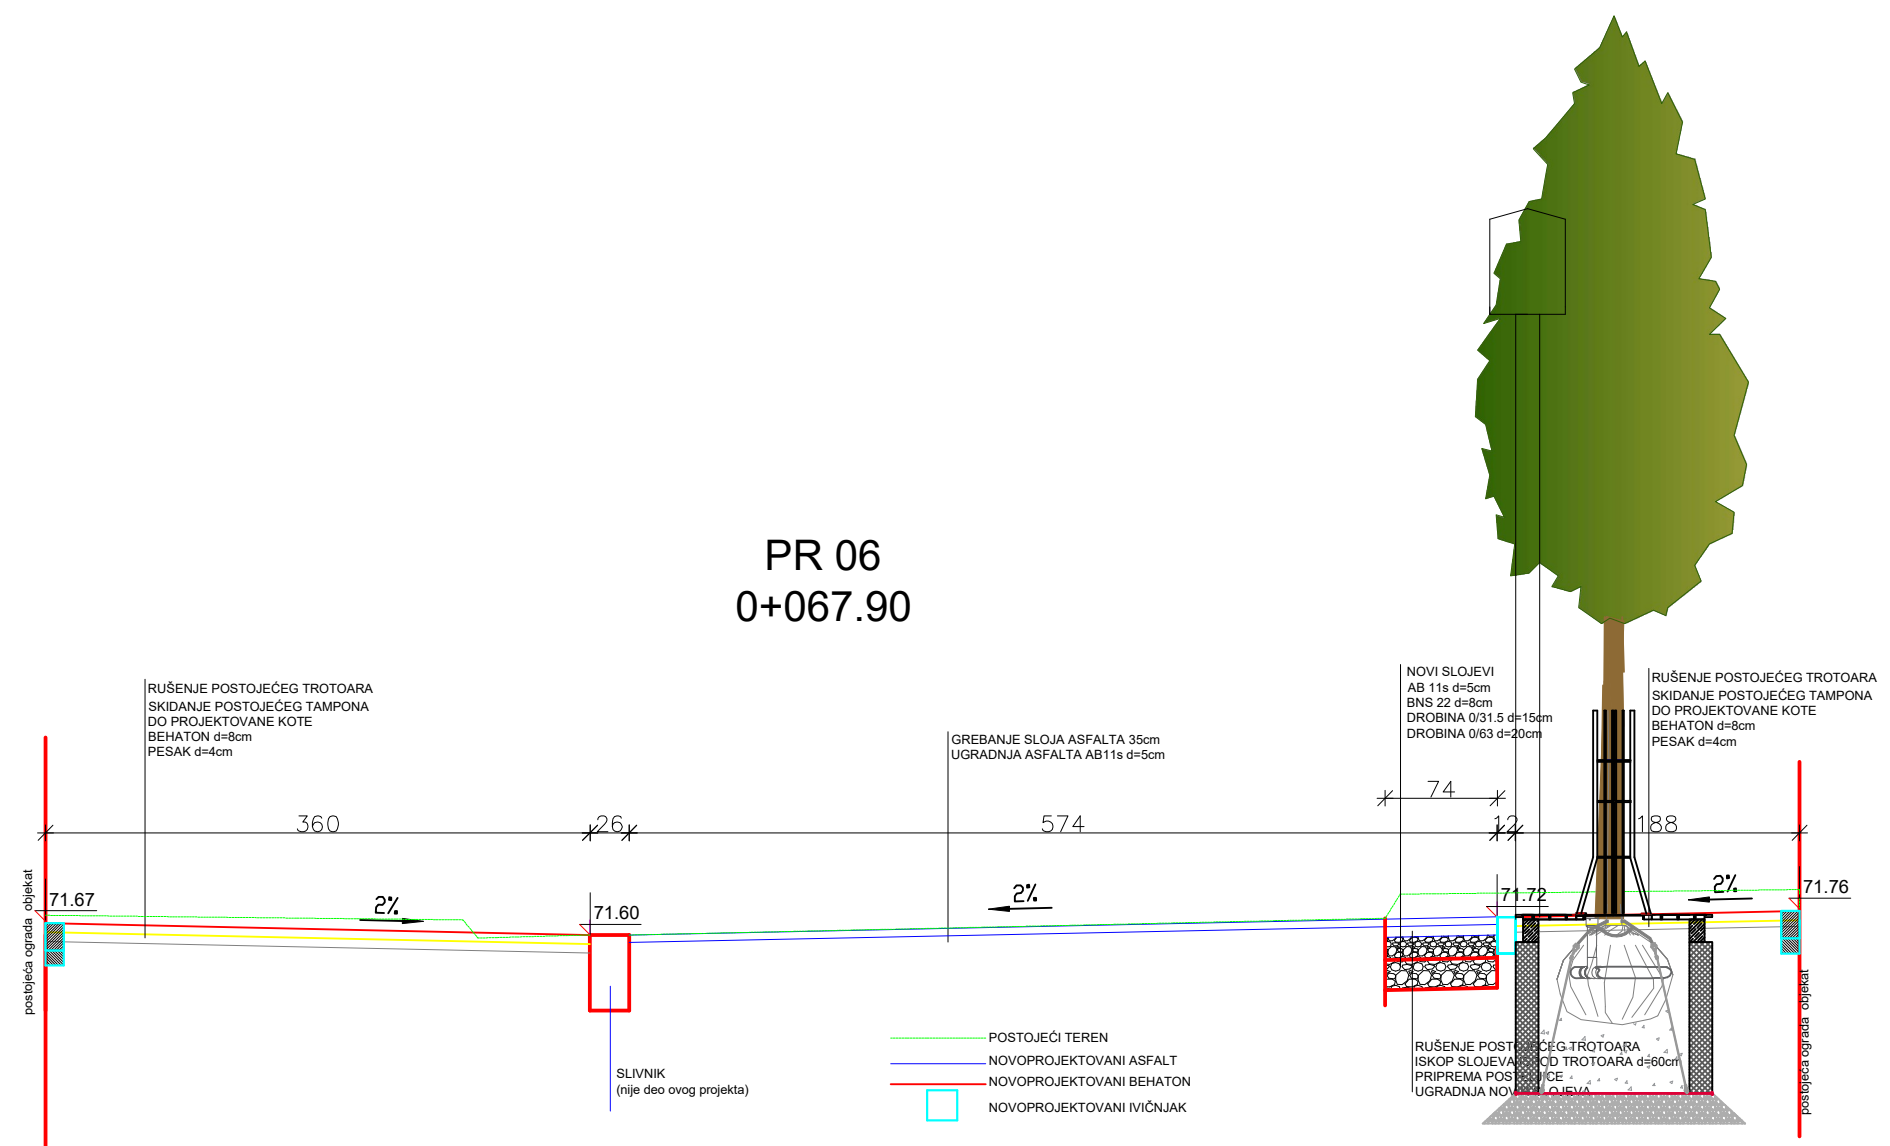 PR 06
0+067.90
RUŠENJE POSTOJEĆEG TROTOARA
SKIDANJE POSTOJEĆEG TAMPONA
DO PROJEKTOVANE KOTE
BEHATON d=8cm
PESAK d=4cm
GREBANJE SLOJA ASFALTA 35cm
UGRADNJA ASFALTA AB11s d=5cm
NOVI SLOJEVI
AB 11s d=5cm
BNS 22 d=8cm
DROBINA 0/31.5 d=15cm
DROBINA 0/63 d=20cm
RUŠENJE POSTOJEĆEG TROTOARA
SKIDANJE POSTOJEĆEG TAMPONA
DO PROJEKTOVANE KOTE
BEHATON d=8cm
PESAK d=4cm
74
360
26
574
12
188
71.67
2%
71.60
2%
71.72
2%
71.76
postojeća ograda objekat
postojeća ograda objekat
SLIVNIK
(nije deo ovog projekta)
POSTOJEĆI TEREN
NOVOPROJEKTOVANI ASFALT
NOVOPROJEKTOVANI BEHATON
NOVOPROJEKTOVANI IVIČNJAK
RUŠENJE TROTOARA
ISKOP SLOJEVA TROTOARA d=60cm
PRIPREMA
UGRADNJA